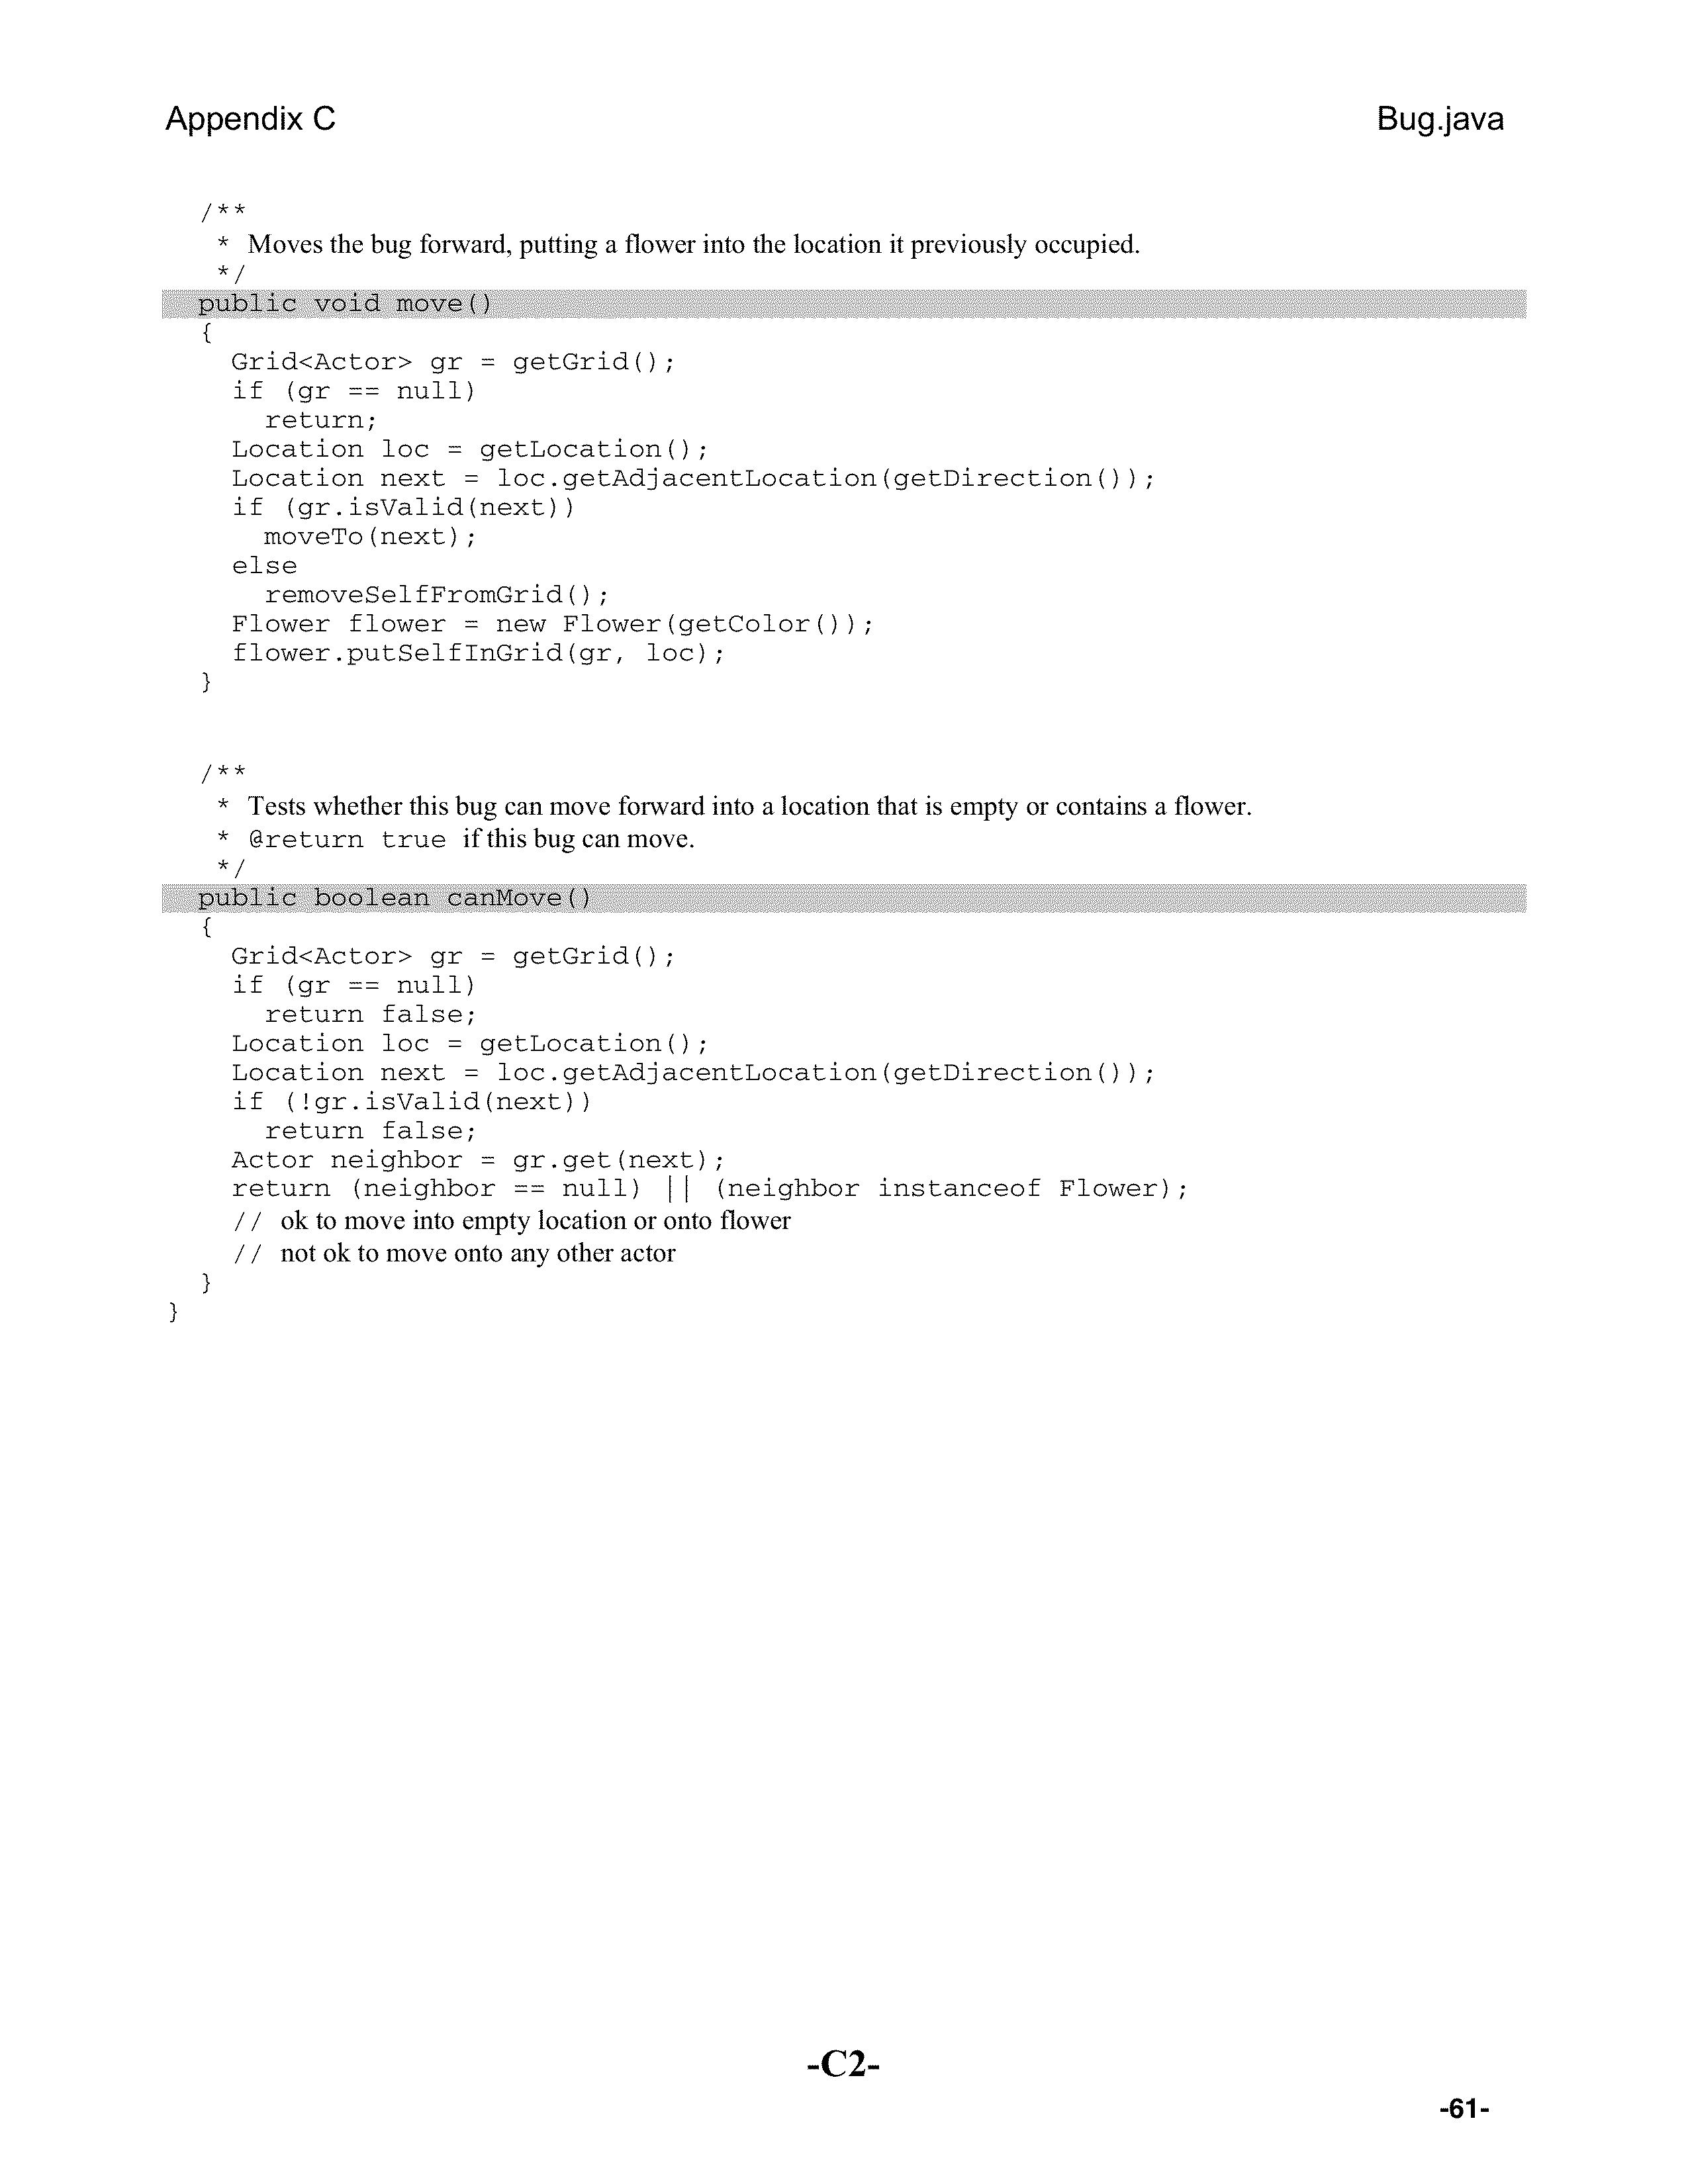 Appendix C
Bug.java
/**
* Moves the bug forward, putting a flower into the location it previously occupied.
*/
public void move()
{
Grid<Actor> gr = getGrid();
if (gr == null)
return;
Location loc = getLocation();
Location next = loc.getAdjacentLocation(getDirection());
if (gr.isValid(next))
moveTo(next);
else
removeSelfFromGrid();
Flower flower = new Flower(getColor());
flower.putSelfInGrid(gr, loc);
}
/**
* Tests whether this bug can move forward into a location that is empty or contains a flower.
* @return true if this bug can move.
*/
public boolean canMove()
{
Grid<Actor> gr = getGrid();
if (gr == null)
return false;
Location loc = getLocation();
Location next = loc.getAdjacentLocation(getDirection());
if (!gr.isValid(next))
return false;
Actor neighbor = gr.get(next);
return (neighbor == null) || (neighbor instanceof Flower);
// ok to move into empty location or onto flower
// not ok to move onto any other actor
}
}
-C2-
-61-